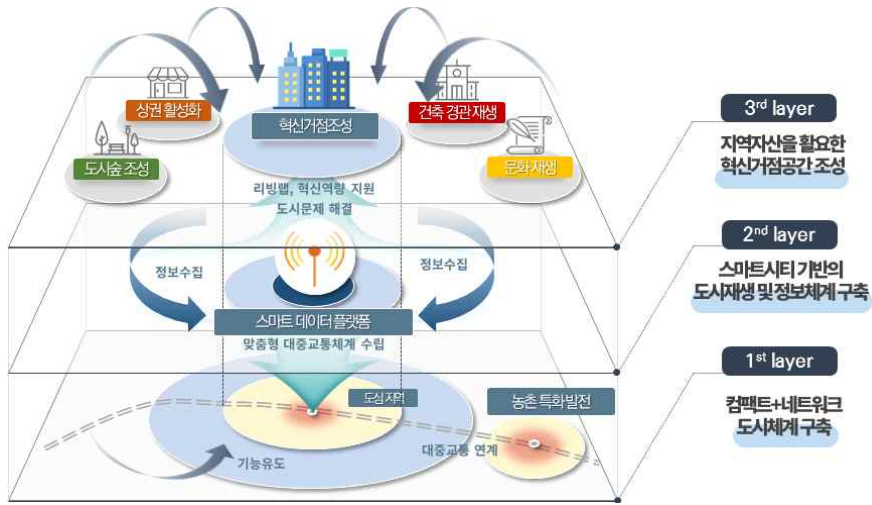 상권 활성화
혁신거점조성
건축 경관 재생
도시숲 조성
문화 재생
리빙랩, 혁신역량 지원
도시문제 해결
3rd layer
지역자산을 활요한
혁신거점공간 조성
정보수집
정보수집
스마트 데이터 플랫폼
맞춤형 대중교통체계 수립
2nd layer
스마트시티 기반의
도시재생 및 정보체계 구축
도심 지역
농촌 특화발전
기능유도
대중교통 연계
1st layer
컴팩트+네트워크
도시체계 구축